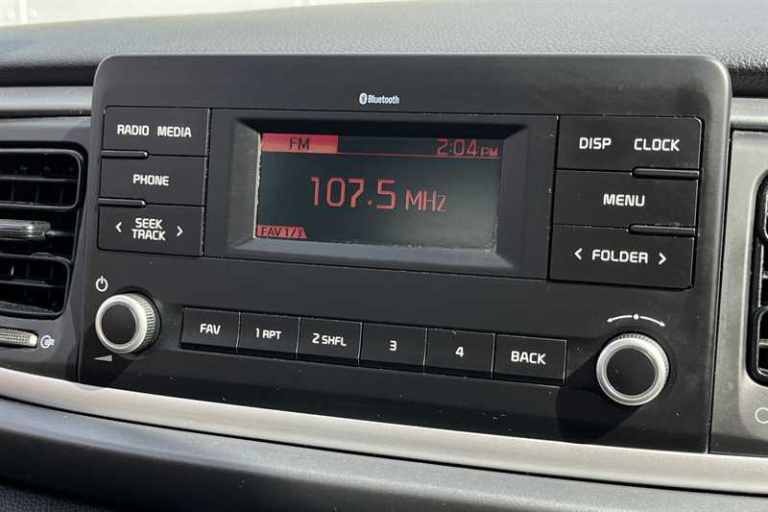 Bluetooth
RADIO MEDIA
PHONE
< SEEK TRACK >
FM 2:04 PM
107.5 MHz
FAV 1/3
DISP CLOCK
MENU
< FOLDER >
FAV 1 RPT 2 SHFL 3 4 BACK